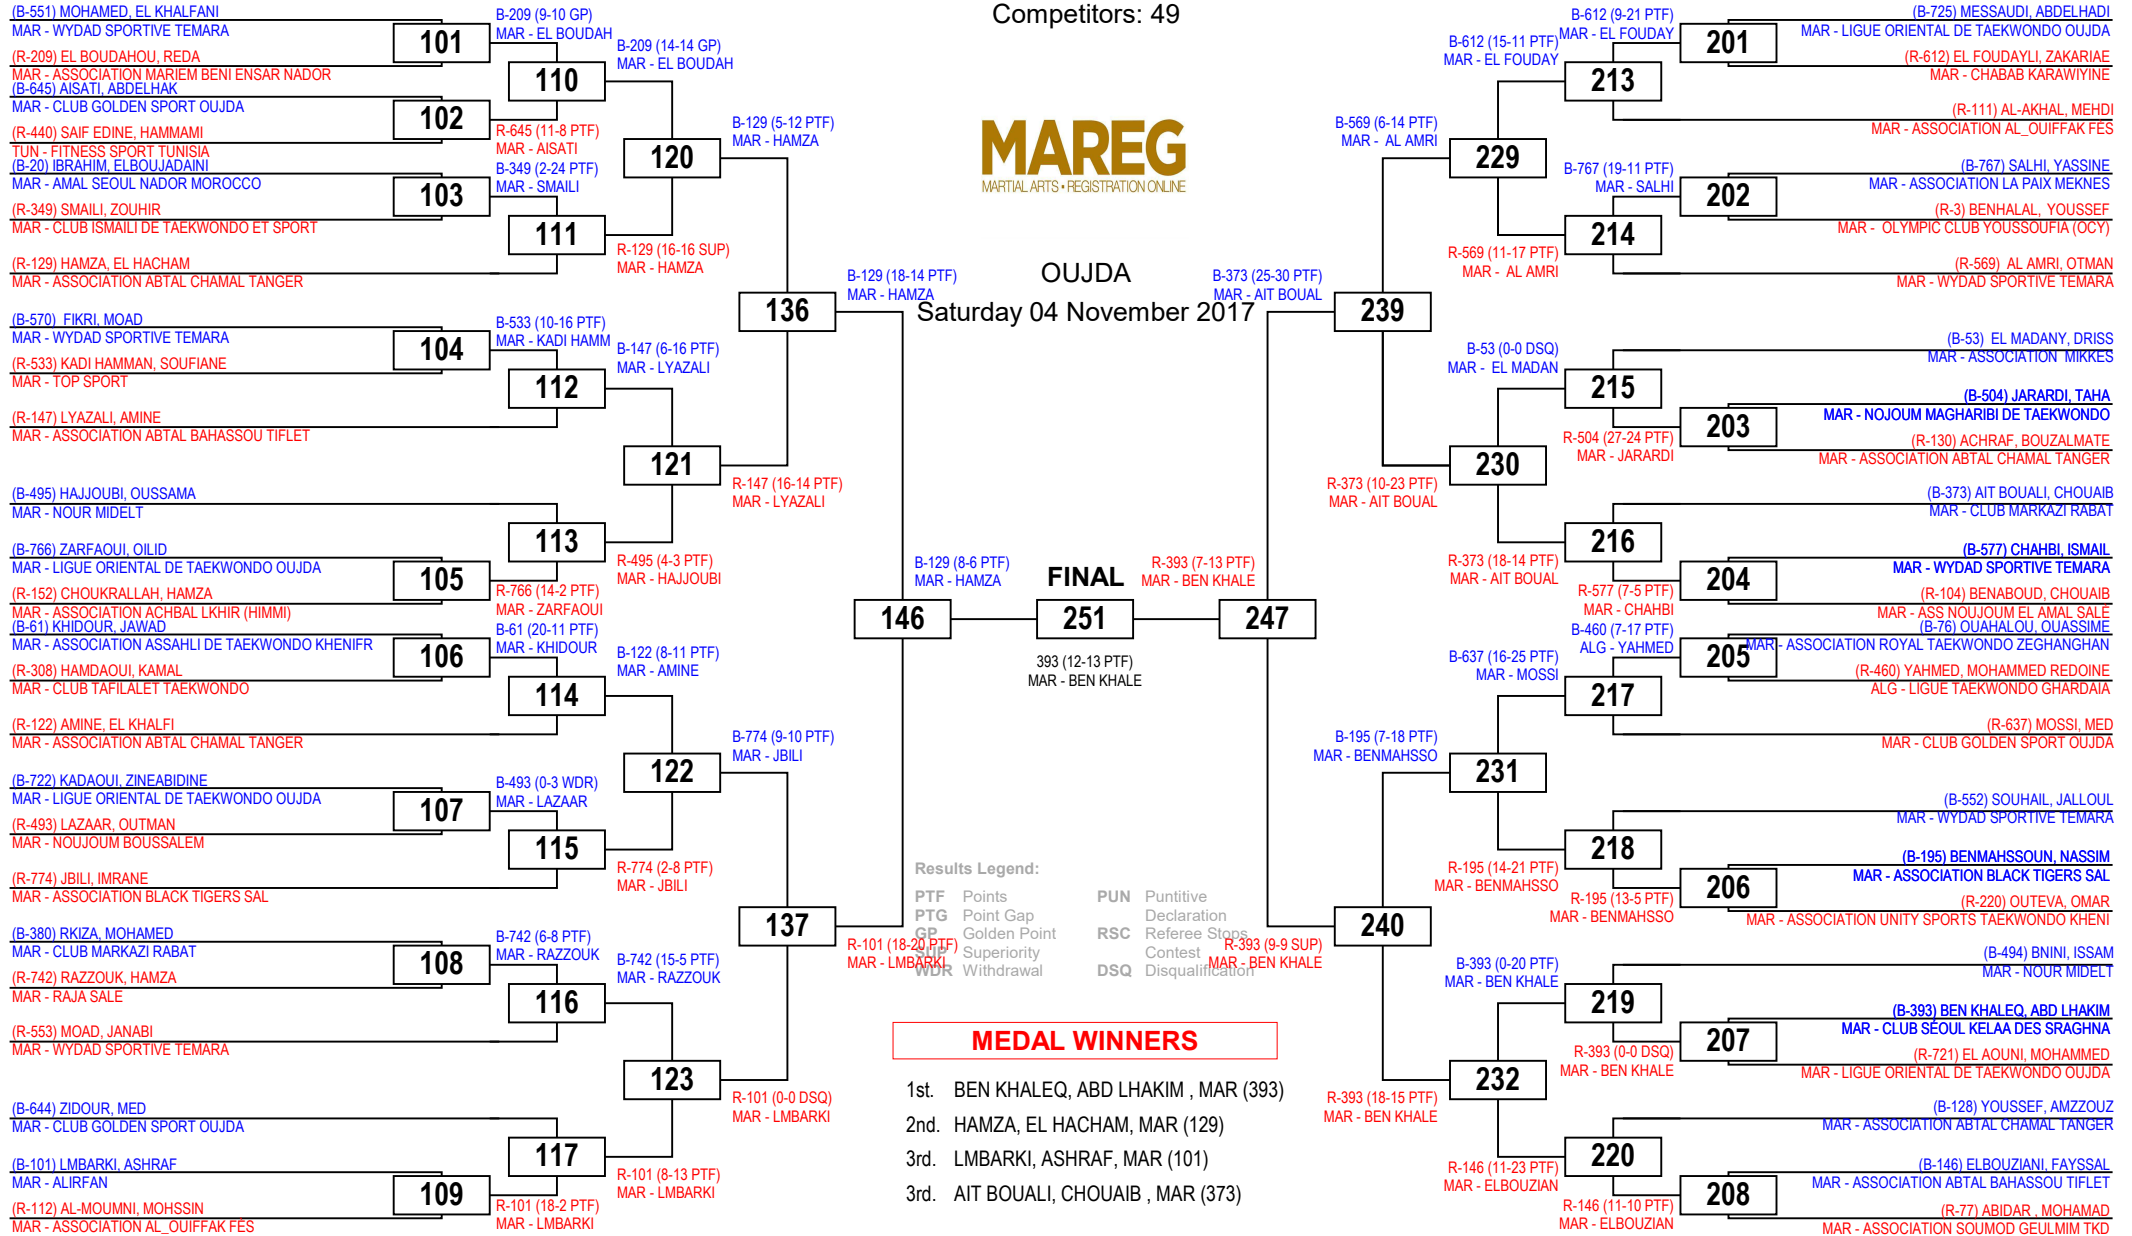 Competitors: 49
MAREG
MARTIAL ARTS • REGISTRATION ONLINE
OUJDA
Saturday 04 November 2017
(B-551) MOHAMED, EL KHALFANI
MAR - WYDAD SPORTIVE TEMARA
101
(R-209) EL BOUDAHOU, REDA
MAR - ASSOCIATION MARIEM BENI ENSAR NADOR
(B-645) AISATI, ABDELHAK
MAR - CLUB GOLDEN SPORT OUJDA
102
(R-440) SAIF EDINE, HAMMAMI
TUN - FITNESS SPORT TUNISIA
(B-20) IBRAHIM, ELBOUJADAINI
MAR - AMAL SEOUL NADOR MOROCCO
103
(R-349) SMAILI, ZOUHIR
MAR - CLUB ISMAILI DE TAEKWONDO ET SPORT
(R-129) HAMZA, EL HACHAM
MAR - ASSOCIATION ABTAL CHAMAL TANGER
(B-570) FIKRI, MOAD
MAR - WYDAD SPORTIVE TEMARA
104
(R-533) KADI HAMMAN, SOUFIANE
MAR - TOP SPORT
(R-147) LYAZALI, AMINE
MAR - ASSOCIATION ABTAL BAHASSOU TIFLET
(B-495) HAJJOUBI, OUSSAMA
MAR - NOUR MIDELT
(B-766) ZARFAOUI, OILID
MAR - LIGUE ORIENTAL DE TAEKWONDO OUJDA
105
(R-152) CHOUKRALLAH, HAMZA
MAR - ASSOCIATION ACHBAL LKHIR (HIMMI)
(B-61) KHIDOUR, JAWAD
MAR - ASSOCIATION ASSAHLI DE TAEKWONDO KHENIFR
106
(R-308) HAMDAOUI, KAMAL
MAR - CLUB TAFILALET TAEKWONDO
(R-122) AMINE, EL KHALFI
MAR - ASSOCIATION ABTAL CHAMAL TANGER
(B-722) KADAOUI, ZINEABIDINE
MAR - LIGUE ORIENTAL DE TAEKWONDO OUJDA
107
(R-493) LAZAAR, OUTMAN
MAR - NOUJOUM BOUSSALEM
(R-774) JBILI, IMRANE
MAR - ASSOCIATION BLACK TIGERS SAL
(B-380) RKIZA, MOHAMED
MAR - CLUB MARKAZI RABAT
108
(R-742) RAZZOUK, HAMZA
MAR - RAJA SALE
(R-553) MOAD, JANABI
MAR - WYDAD SPORTIVE TEMARA
(B-644) ZIDOUR, MED
MAR - CLUB GOLDEN SPORT OUJDA
(B-101) LMBARKI, ASHRAF
MAR - ALIRFAN
109
(R-112) AL-MOUMNI, MOHSSIN
MAR - ASSOCIATION AL_OUIFFAK FES
B-209 (9-10 GP)
MAR - EL BOUDAH
110
R-645 (11-8 PTF)
MAR - AISATI
B-349 (2-24 PTF)
MAR - SMAILI
111
B-533 (10-16 PTF)
MAR - KADI HAMM
112
113
R-766 (14-2 PTF)
MAR - ZARFAOUI
B-61 (20-11 PTF)
MAR - KHIDOUR
114
B-493 (0-3 WDR)
MAR - LAZAAR
115
B-742 (6-8 PTF)
MAR - RAZZOUK
116
117
R-101 (18-2 PTF)
MAR - LMBARKI
B-209 (14-14 GP)
MAR - EL BOUDAH
120
R-129 (16-16 SUP)
MAR - HAMZA
B-147 (6-16 PTF)
MAR - LYAZALI
121
R-495 (4-3 PTF)
MAR - HAJJOUBI
B-122 (8-11 PTF)
MAR - AMINE
122
R-774 (2-8 PTF)
MAR - JBILI
B-742 (15-5 PTF)
MAR - RAZZOUK
123
R-101 (8-13 PTF)
MAR - LMBARKI
B-129 (5-12 PTF)
MAR - HAMZA
136
R-147 (16-14 PTF)
MAR - LYAZALI
B-774 (9-10 PTF)
MAR - JBILI
137
R-101 (0-0 DSQ)
MAR - LMBARKI
B-129 (18-14 PTF)
MAR - HAMZA
146
R-101 (18-20 PTF)
MAR - LMBARKI
B-129 (8-6 PTF)
MAR - HAMZA
FINAL
251
393 (12-13 PTF)
MAR - BEN KHALE
R-393 (7-13 PTF)
MAR - BEN KHALE
B-373 (25-30 PTF)
MAR - AIT BOUAL
247
R-393 (9-9 SUP)
MAR - BEN KHALE
B-569 (6-14 PTF)
MAR - AL AMRI
239
R-373 (10-23 PTF)
MAR - AIT BOUAL
B-195 (7-18 PTF)
MAR - BENMAHSSO
240
R-393 (18-15 PTF)
MAR - BEN KHALE
B-612 (15-11 PTF)
MAR - EL FOUDAY
229
R-569 (11-17 PTF)
MAR - AL AMRI
B-53 (0-0 DSQ)
MAR - EL MADAN
230
R-373 (18-14 PTF)
MAR - AIT BOUAL
B-637 (16-25 PTF)
MAR - MOSSI
231
R-195 (14-21 PTF)
MAR - BENMAHSSO
B-393 (0-20 PTF)
MAR - BEN KHALE
232
R-146 (11-23 PTF)
MAR - ELBOUZIAN
B-612 (9-21 PTF)
MAR - EL FOUDAY
213
B-767 (19-11 PTF)
MAR - SALHI
214
215
R-504 (27-24 PTF)
MAR - JARARDI
216
R-577 (7-5 PTF)
MAR - CHAHBI
B-460 (7-17 PTF)
ALG - YAHMED
217
218
R-195 (13-5 PTF)
MAR - BENMAHSSO
219
R-393 (0-0 DSQ)
MAR - BEN KHALE
220
R-146 (11-10 PTF)
MAR - ELBOUZIAN
(B-725) MESSAUDI, ABDELHADI
MAR - LIGUE ORIENTAL DE TAEKWONDO OUJDA
201
(R-612) EL FOUDAYLI, ZAKARIAE
MAR - CHABAB KARAWIYINE
(R-111) AL-AKHAL, MEHDI
MAR - ASSOCIATION AL_OUIFFAK FES
(B-767) SALHI, YASSINE
MAR - ASSOCIATION LA PAIX MEKNES
202
(R-3) BENHALAL, YOUSSEF
MAR - OLYMPIC CLUB YOUSSOUFIA (OCY)
(R-569) AL AMRI, OTMAN
MAR - WYDAD SPORTIVE TEMARA
(B-53) EL MADANY, DRISS
MAR - ASSOCIATION MIKKES
(B-504) JARARDI, TAHA
MAR - NOJOUM MAGHARIBI DE TAEKWONDO
203
(R-130) ACHRAF, BOUZALMATE
MAR - ASSOCIATION ABTAL CHAMAL TANGER
(B-373) AIT BOUALI, CHOUAIB
MAR - CLUB MARKAZI RABAT
(B-577) CHAHBI, ISMAIL
MAR - WYDAD SPORTIVE TEMARA
204
(R-104) BENABOUD, CHOUAIB
MAR - ASS NOUJOUM EL AMAL SALE
(B-76) OUAHALOU, OUASSIME
MAR - ASSOCIATION ROYAL TAEKWONDO ZEGHANGHAN
205
(R-460) YAHMED, MOHAMMED REDOINE
ALG - LIGUE TAEKWONDO GHARDAIA
(R-637) MOSSI, MED
MAR - CLUB GOLDEN SPORT OUJDA
(B-552) SOUHAIL, JALLOUL
MAR - WYDAD SPORTIVE TEMARA
(B-195) BENMAHSSOUN, NASSIM
MAR - ASSOCIATION BLACK TIGERS SAL
206
(R-220) OUTEVA, OMAR
MAR - ASSOCIATION UNITY SPORTS TAEKWONDO KHENI
(B-494) BNINI, ISSAM
MAR - NOUR MIDELT
(B-393) BEN KHALEQ, ABD LHAKIM
MAR - CLUB SEOUL KELAA DES SRAGHNA
207
(R-721) EL AOUNI, MOHAMMED
MAR - LIGUE ORIENTAL DE TAEKWONDO OUJDA
(B-128) YOUSSEF, AMZZOUZ
MAR - ASSOCIATION ABTAL CHAMAL TANGER
(B-146) ELBOUZIANI, FAYSSAL
MAR - ASSOCIATION ABTAL BAHASSOU TIFLET
208
(R-77) ABIDAR , MOHAMAD
MAR - ASSOCIATION SOUMOD GEULMIM TKD
Results Legend:
PTF Points
PTG Point Gap
GP Golden Point
SUP Superiority
WDR Withdrawal
PUN Puntitive
Declaration
RSC Referee Stops
Contest
DSQ Disqualification
MEDAL WINNERS
1st. BEN KHALEQ, ABD LHAKIM , MAR (393)
2nd. HAMZA, EL HACHAM, MAR (129)
3rd. LMBARKI, ASHRAF, MAR (101)
3rd. AIT BOUALI, CHOUAIB , MAR (373)